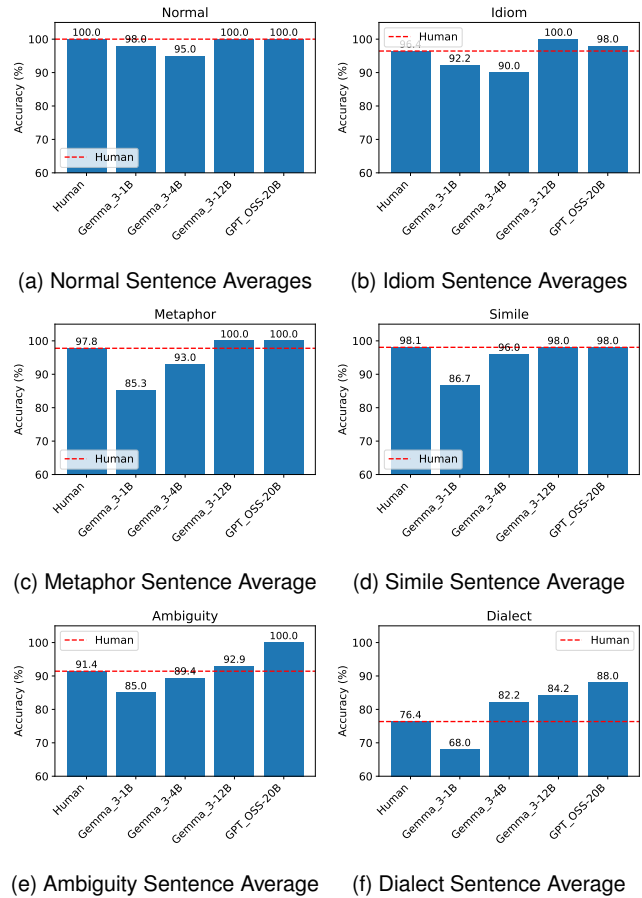 Normal
Accuracy (%)
100
90
80
70
60
100.0
98.0
95.0
100.0
100.0
Human
Human
Gemma_3-1B
Gemma_3-4B
Gemma_3-12B
GPT_OSS-20B
(a) Normal Sentence Averages
Idiom
Accuracy (%)
100
90
80
70
60
Human
96.4
92.2
90.0
100.0
98.0
Human
Gemma_3-1B
Gemma_3-4B
Gemma_3-12B
GPT_OSS-20B
(b) Idiom Sentence Averages
Metaphor
Accuracy (%)
100
90
80
70
60
97.8
85.3
93.0
100.0
100.0
Human
Human
Gemma_3-1B
Gemma_3-4B
Gemma_3-12B
GPT_OSS-20B
(c) Metaphor Sentence Average
Simile
Accuracy (%)
100
90
80
70
60
98.1
86.7
96.0
98.0
98.0
Human
Human
Gemma_3-1B
Gemma_3-4B
Gemma_3-12B
GPT_OSS-20B
(d) Simile Sentence Average
Ambiguity
Accuracy (%)
100
90
80
70
60
Human
91.4
85.0
89.4
92.9
100.0
Human
Gemma_3-1B
Gemma_3-4B
Gemma_3-12B
GPT_OSS-20B
(e) Ambiguity Sentence Average
Dialect
Accuracy (%)
100
90
80
70
60
Human
76.4
68.0
82.2
84.2
88.0
Human
Gemma_3-1B
Gemma_3-4B
Gemma_3-12B
GPT_OSS-20B
(f) Dialect Sentence Average